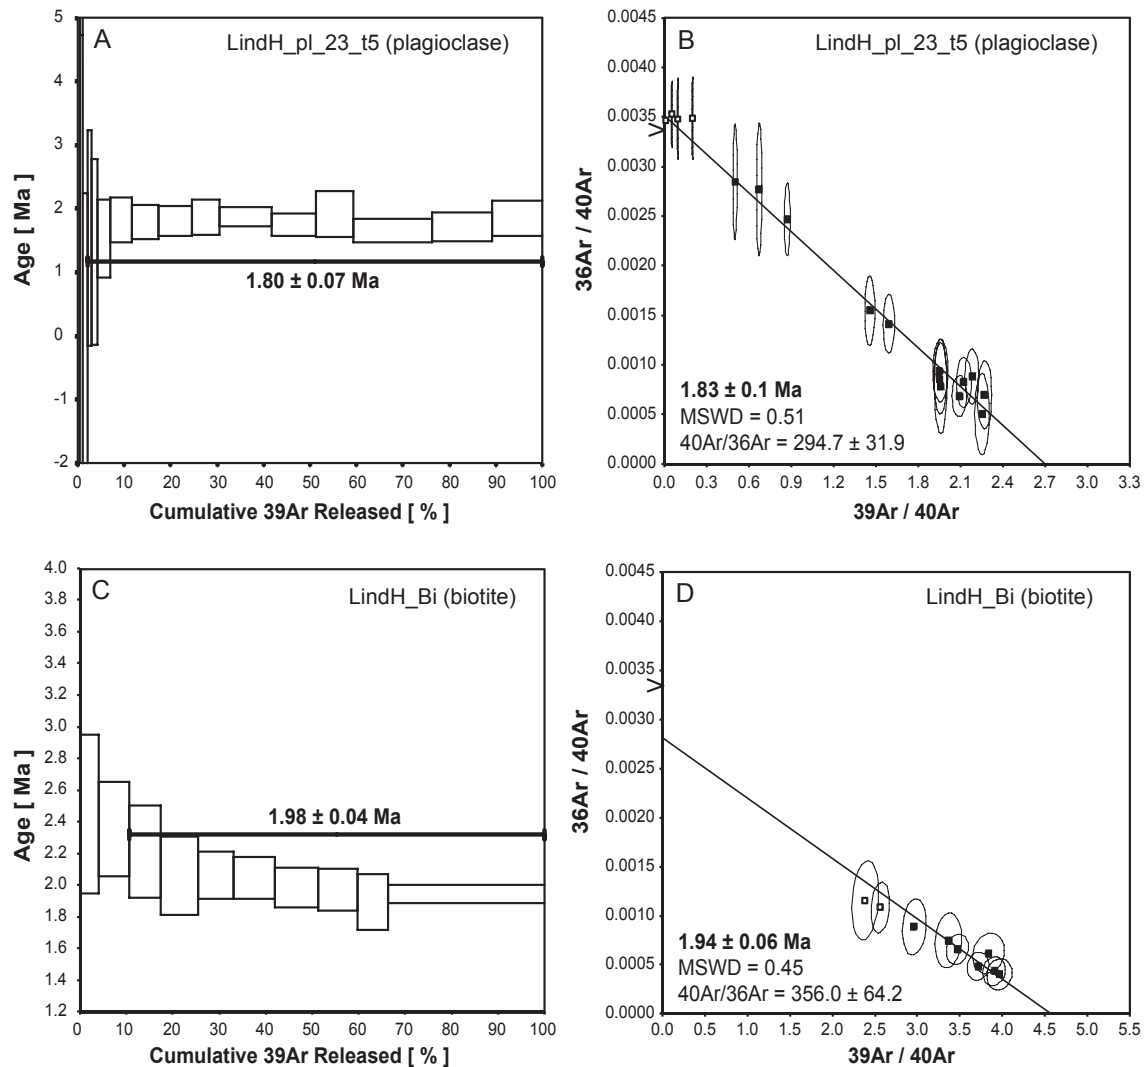 A
LindH_pl_23_t5 (plagioclase)
Age [ Ma ]
5
4
3
2
1
0
-1
-2
1.80 ± 0.07 Ma
0 10 20 30 40 50 60 70 80 90 100
Cumulative 39Ar Released [ % ]
B
LindH_pl_23_t5 (plagioclase)
36Ar / 40Ar
0.0045
0.0040
0.0035
0.0030
0.0025
0.0020
0.0015
0.0010
0.0005
0.0000
1.83 ± 0.1 Ma
MSWD = 0.51
40Ar/36Ar = 294.7 ± 31.9
0.0 0.3 0.6 0.9 1.2 1.5 1.8 2.1 2.4 2.7 3.0 3.3
39Ar / 40Ar
C
LindH_Bi (biotite)
Age [ Ma ]
4.0
3.8
3.6
3.4
3.2
3.0
2.8
2.6
2.4
2.2
2.0
1.8
1.6
1.4
1.2
1.98 ± 0.04 Ma
0 10 20 30 40 50 60 70 80 90 100
Cumulative 39Ar Released [ % ]
D
LindH_Bi (biotite)
36Ar / 40Ar
0.0045
0.0040
0.0035
0.0030
0.0025
0.0020
0.0015
0.0010
0.0005
0.0000
1.94 ± 0.06 Ma
MSWD = 0.45
40Ar/36Ar = 356.0 ± 64.2
0.0 0.5 1.0 1.5 2.0 2.5 3.0 3.5 4.0 4.5 5.0 5.5
39Ar / 40Ar